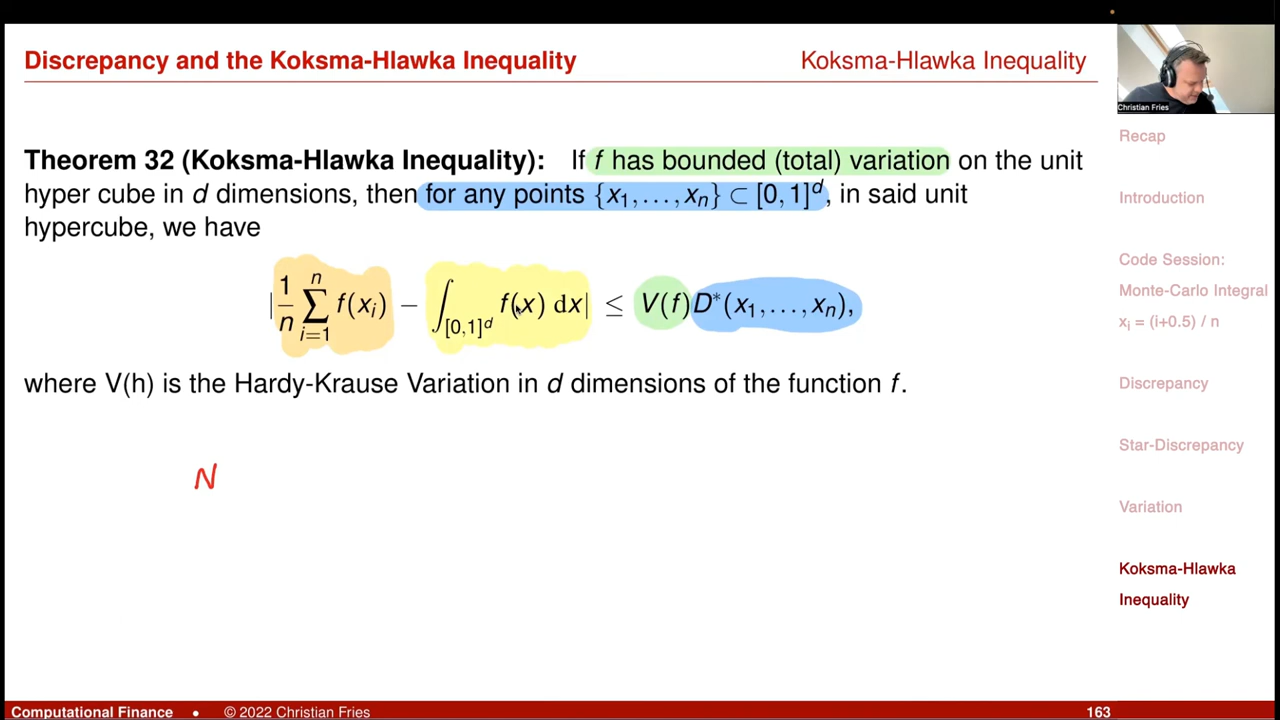 Discrepancy and the Koksma-Hlawka Inequality
Koksma-Hlawka Inequality
Christian Fries
Theorem 32 (Koksma-Hlawka Inequality): If f has bounded (total) variation on the unit
hyper cube in d dimensions, then for any points {x₁, . . . , xₙ} ⊂ [0, 1]ᵈ, in said unit
hypercube, we have
|1/n ∑ⁿᵢ₌₁ f(xᵢ) − ∫_[0,1]ᵈ f(x) dx| ≤ V(f)D*(x₁, . . . , xₙ),
where V(h) is the Hardy-Krause Variation in d dimensions of the function f.
N
Recap
Introduction
Code Session:
Monte-Carlo Integral
xᵢ = (i+0.5) / n
Discrepancy
Star-Discrepancy
Variation
Koksma-Hlawka
Inequality
Computational Finance • © 2022 Christian Fries
163